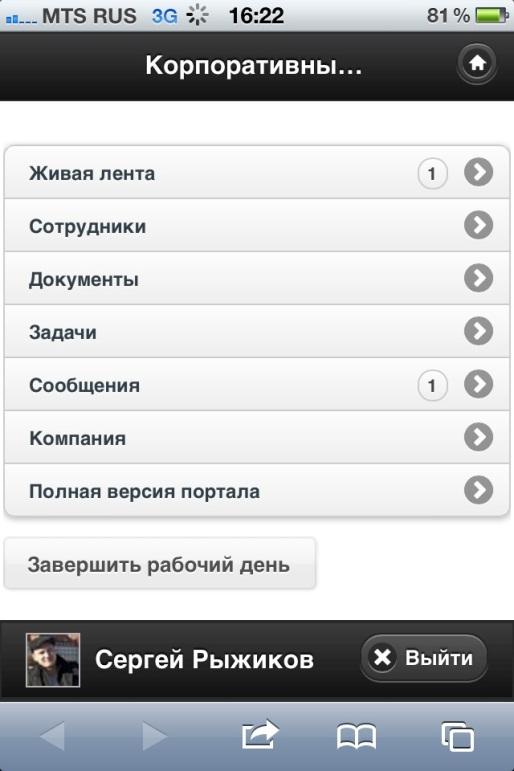 MTS RUS 3G 16:22 81 %
Корпоративны...
Живая лента 1
Сотрудники
Документы
Задачи
Сообщения 1
Компания
Полная версия портала
Завершить рабочий день
Сергей Рыжиков Выйти